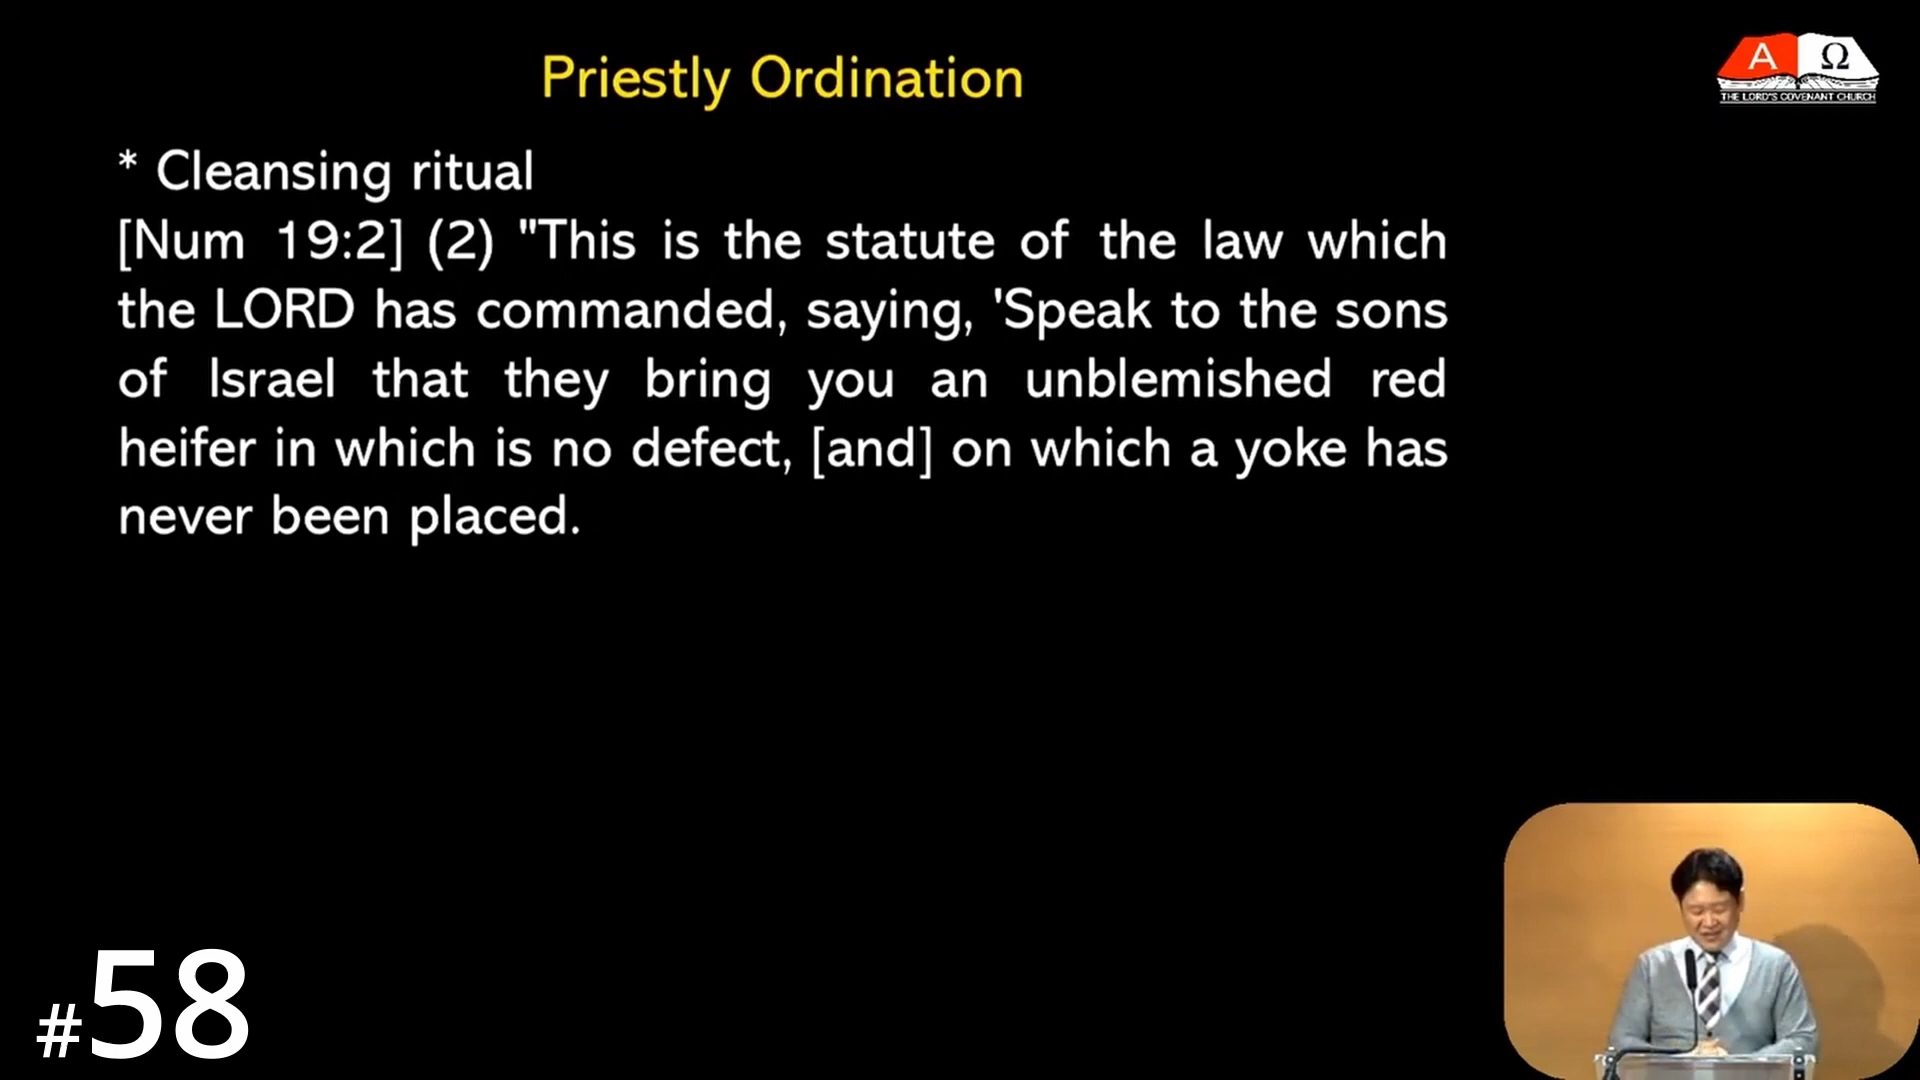 Priestly Ordination
A Ω
THE LORD'S COVENANT CHURCH
* Cleansing ritual
[Num 19:2] (2) "This is the statute of the law which
the LORD has commanded, saying, 'Speak to the sons
of Israel that they bring you an unblemished red
heifer in which is no defect, [and] on which a yoke has
never been placed.
#58